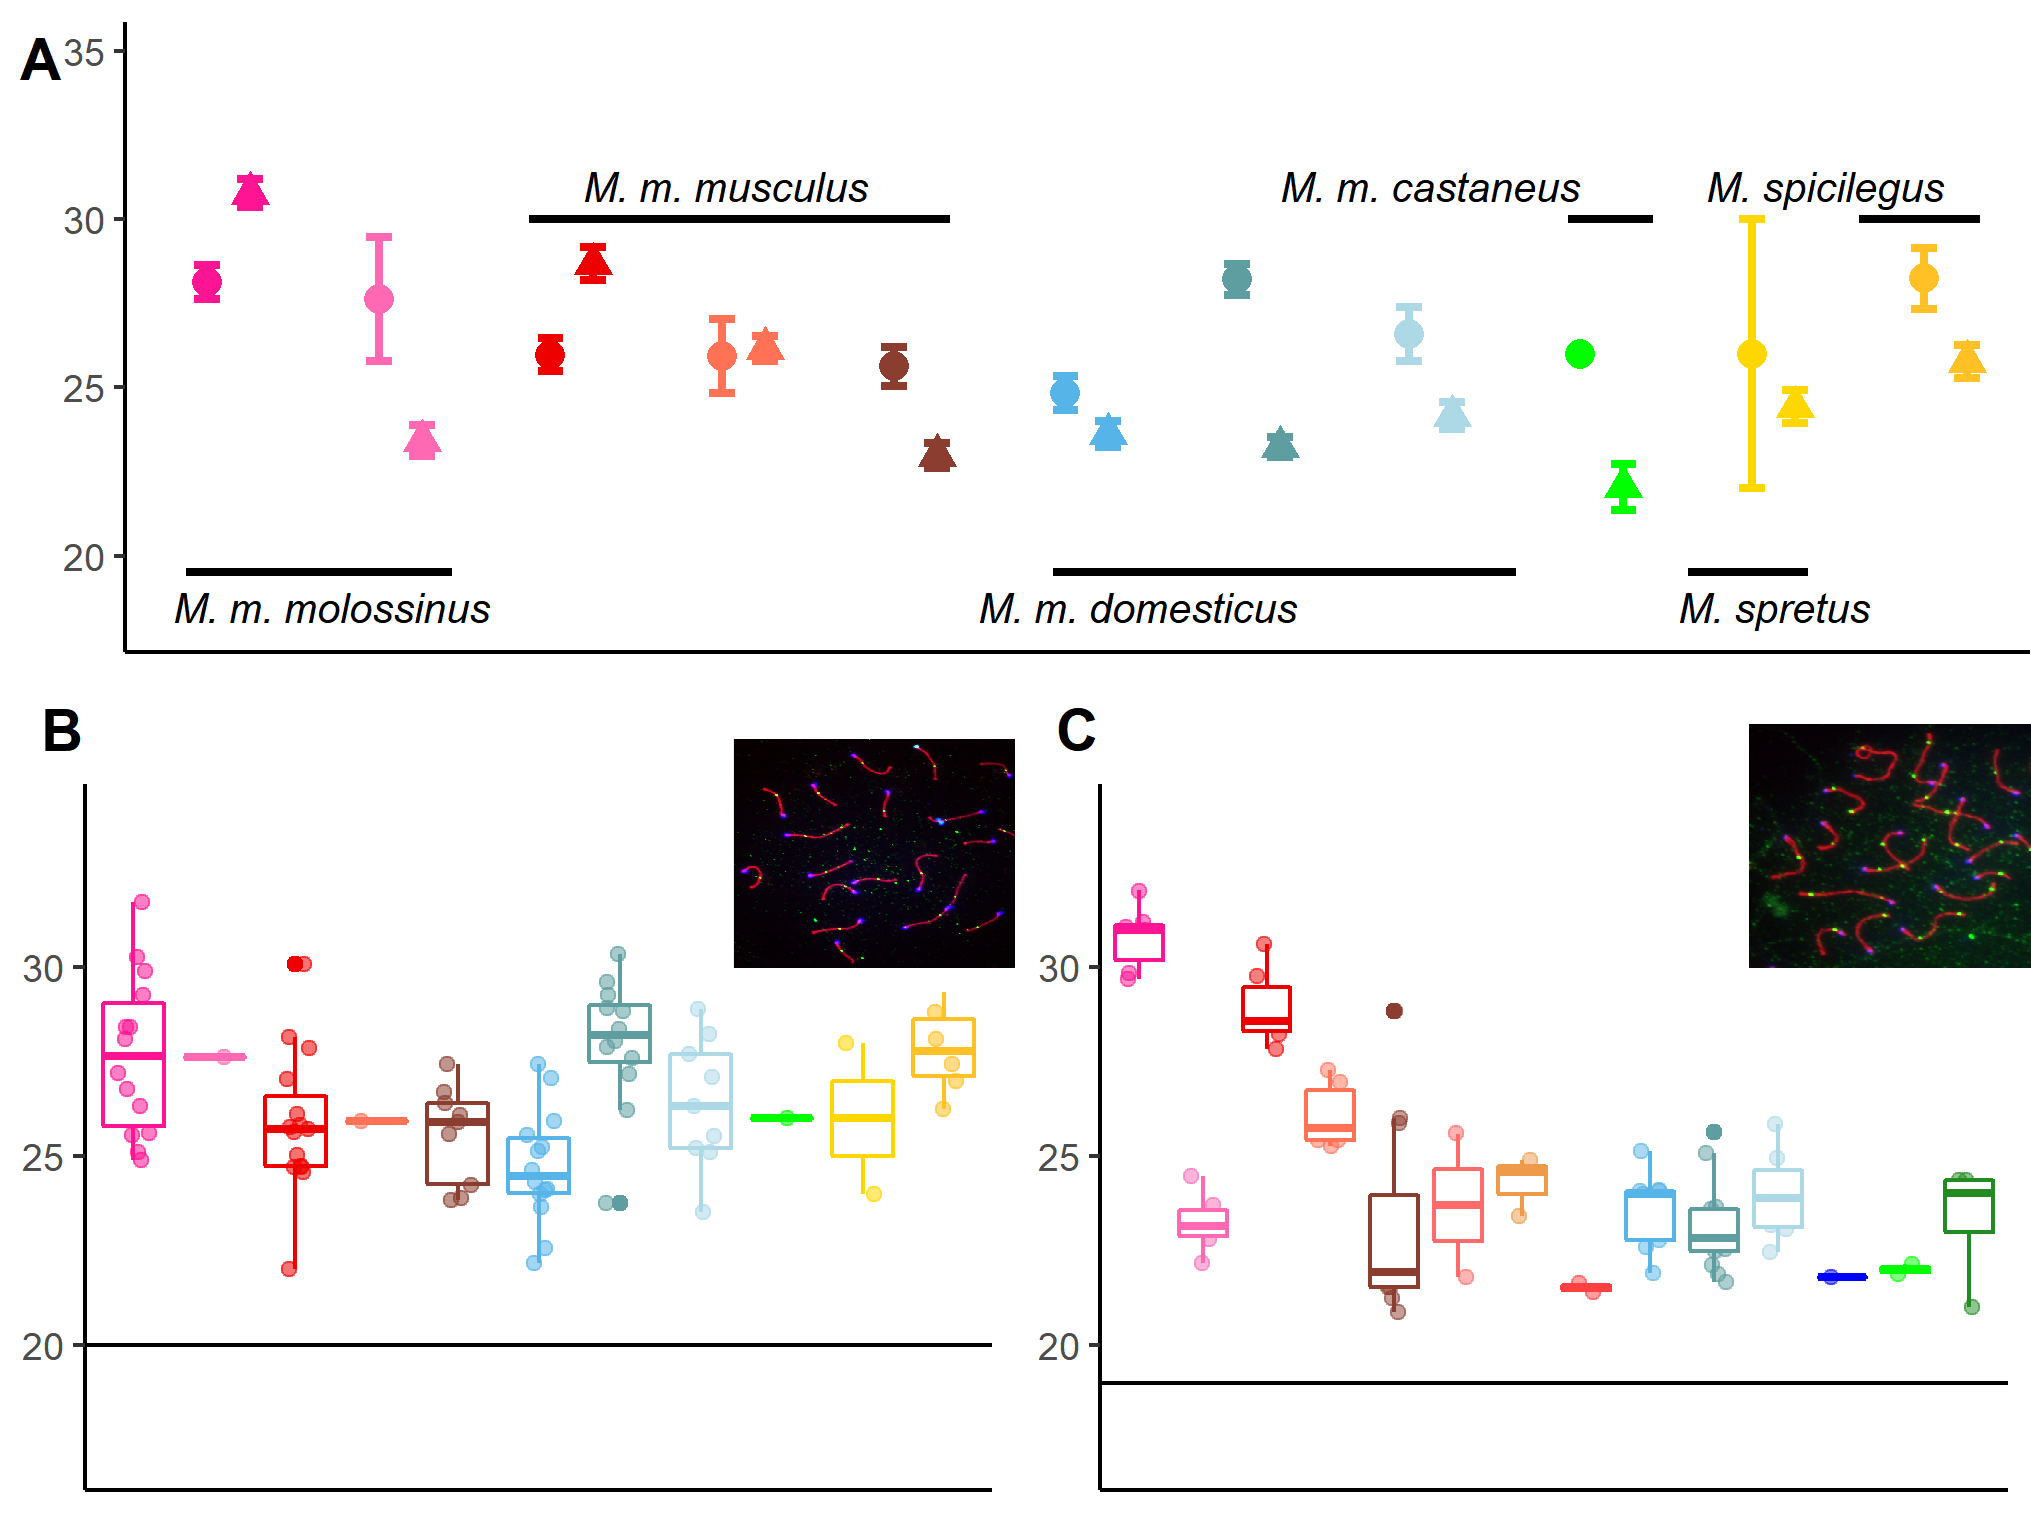 A
35
30
25
20
M. m. musculus
M. m. castaneus
M. spicilegus
M. m. molossinus
M. m. domesticus
M. spretus
B
30
25
20
C
30
25
20